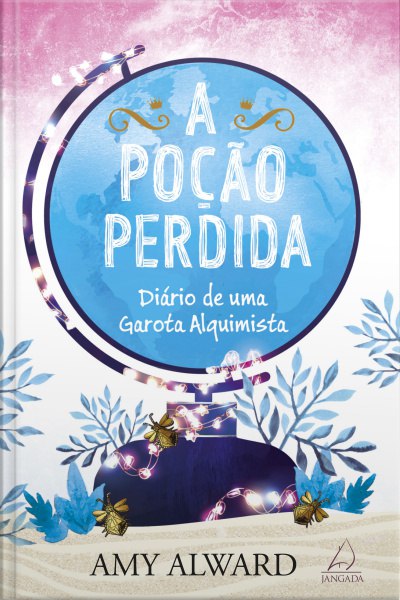 A
POÇÃO
PERDIDA
Diário de uma
Garota Alquimista
AMY ALWARD
JANGADA